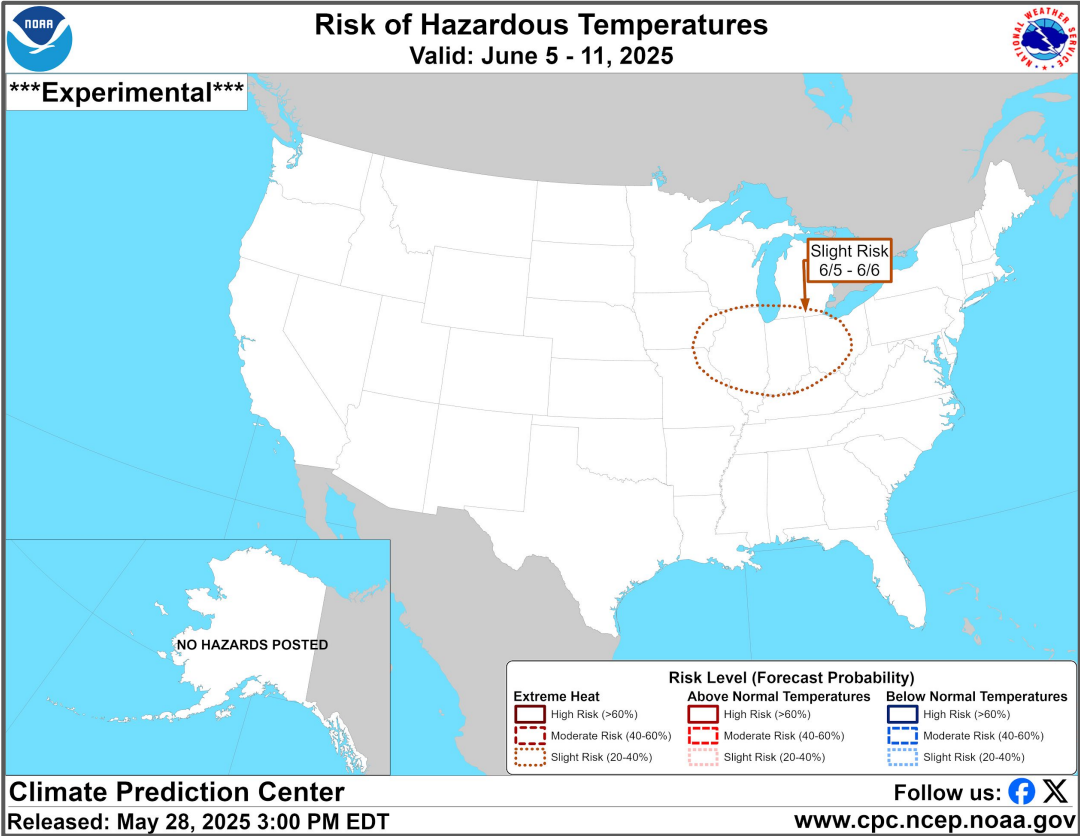 NOAA
Risk of Hazardous Temperatures
Valid: June 5 - 11, 2025
NATIONAL WEATHER SERVICE
***Experimental***
Slight Risk
6/5 - 6/6
NO HAZARDS POSTED
Risk Level (Forecast Probability)
Extreme Heat
High Risk (>60%)
Moderate Risk (40-60%)
Slight Risk (20-40%)
Above Normal Temperatures
High Risk (>60%)
Moderate Risk (40-60%)
Slight Risk (20-40%)
Below Normal Temperatures
High Risk (>60%)
Moderate Risk (40-60%)
Slight Risk (20-40%)
Climate Prediction Center
Follow us:
Released: May 28, 2025 3:00 PM EDT
www.cpc.ncep.noaa.gov